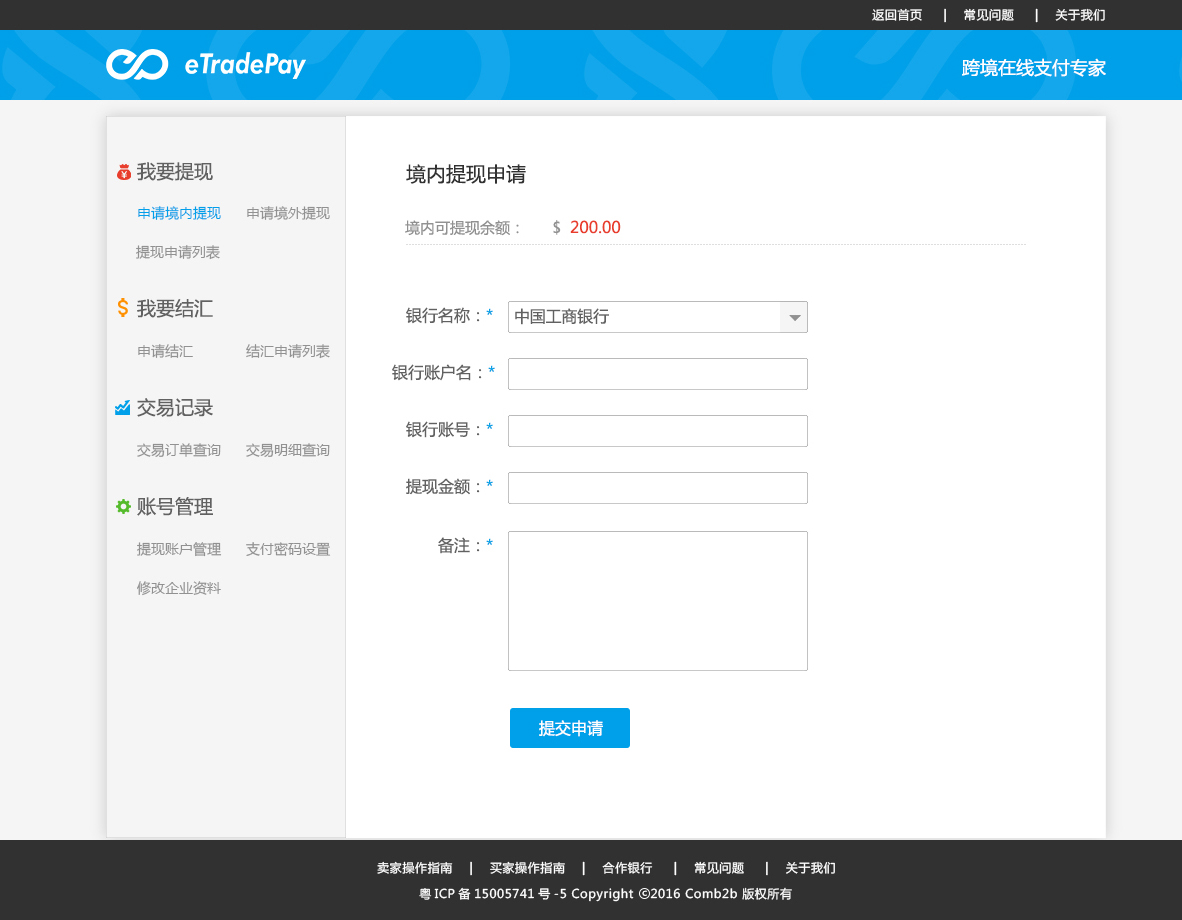 返回首页 | 常见问题 | 关于我们
eTradePay
跨境在线支付专家
我要提现
申请境内提现 申请境外提现
提现申请列表
我要结汇
申请结汇 结汇申请列表
交易记录
交易订单查询 交易明细查询
账号管理
提现账户管理 支付密码设置
修改企业资料
境内提现申请
境内可提现余额： $ 200.00
银行名称：* 中国工商银行
银行账户名：*
银行账号：*
提现金额：*
备注：*
提交申请
卖家操作指南 | 买家操作指南 | 合作银行 | 常见问题 | 关于我们
粤 ICP 备 15005741 号 -5 Copyright ©2016 Comb2b 版权所有